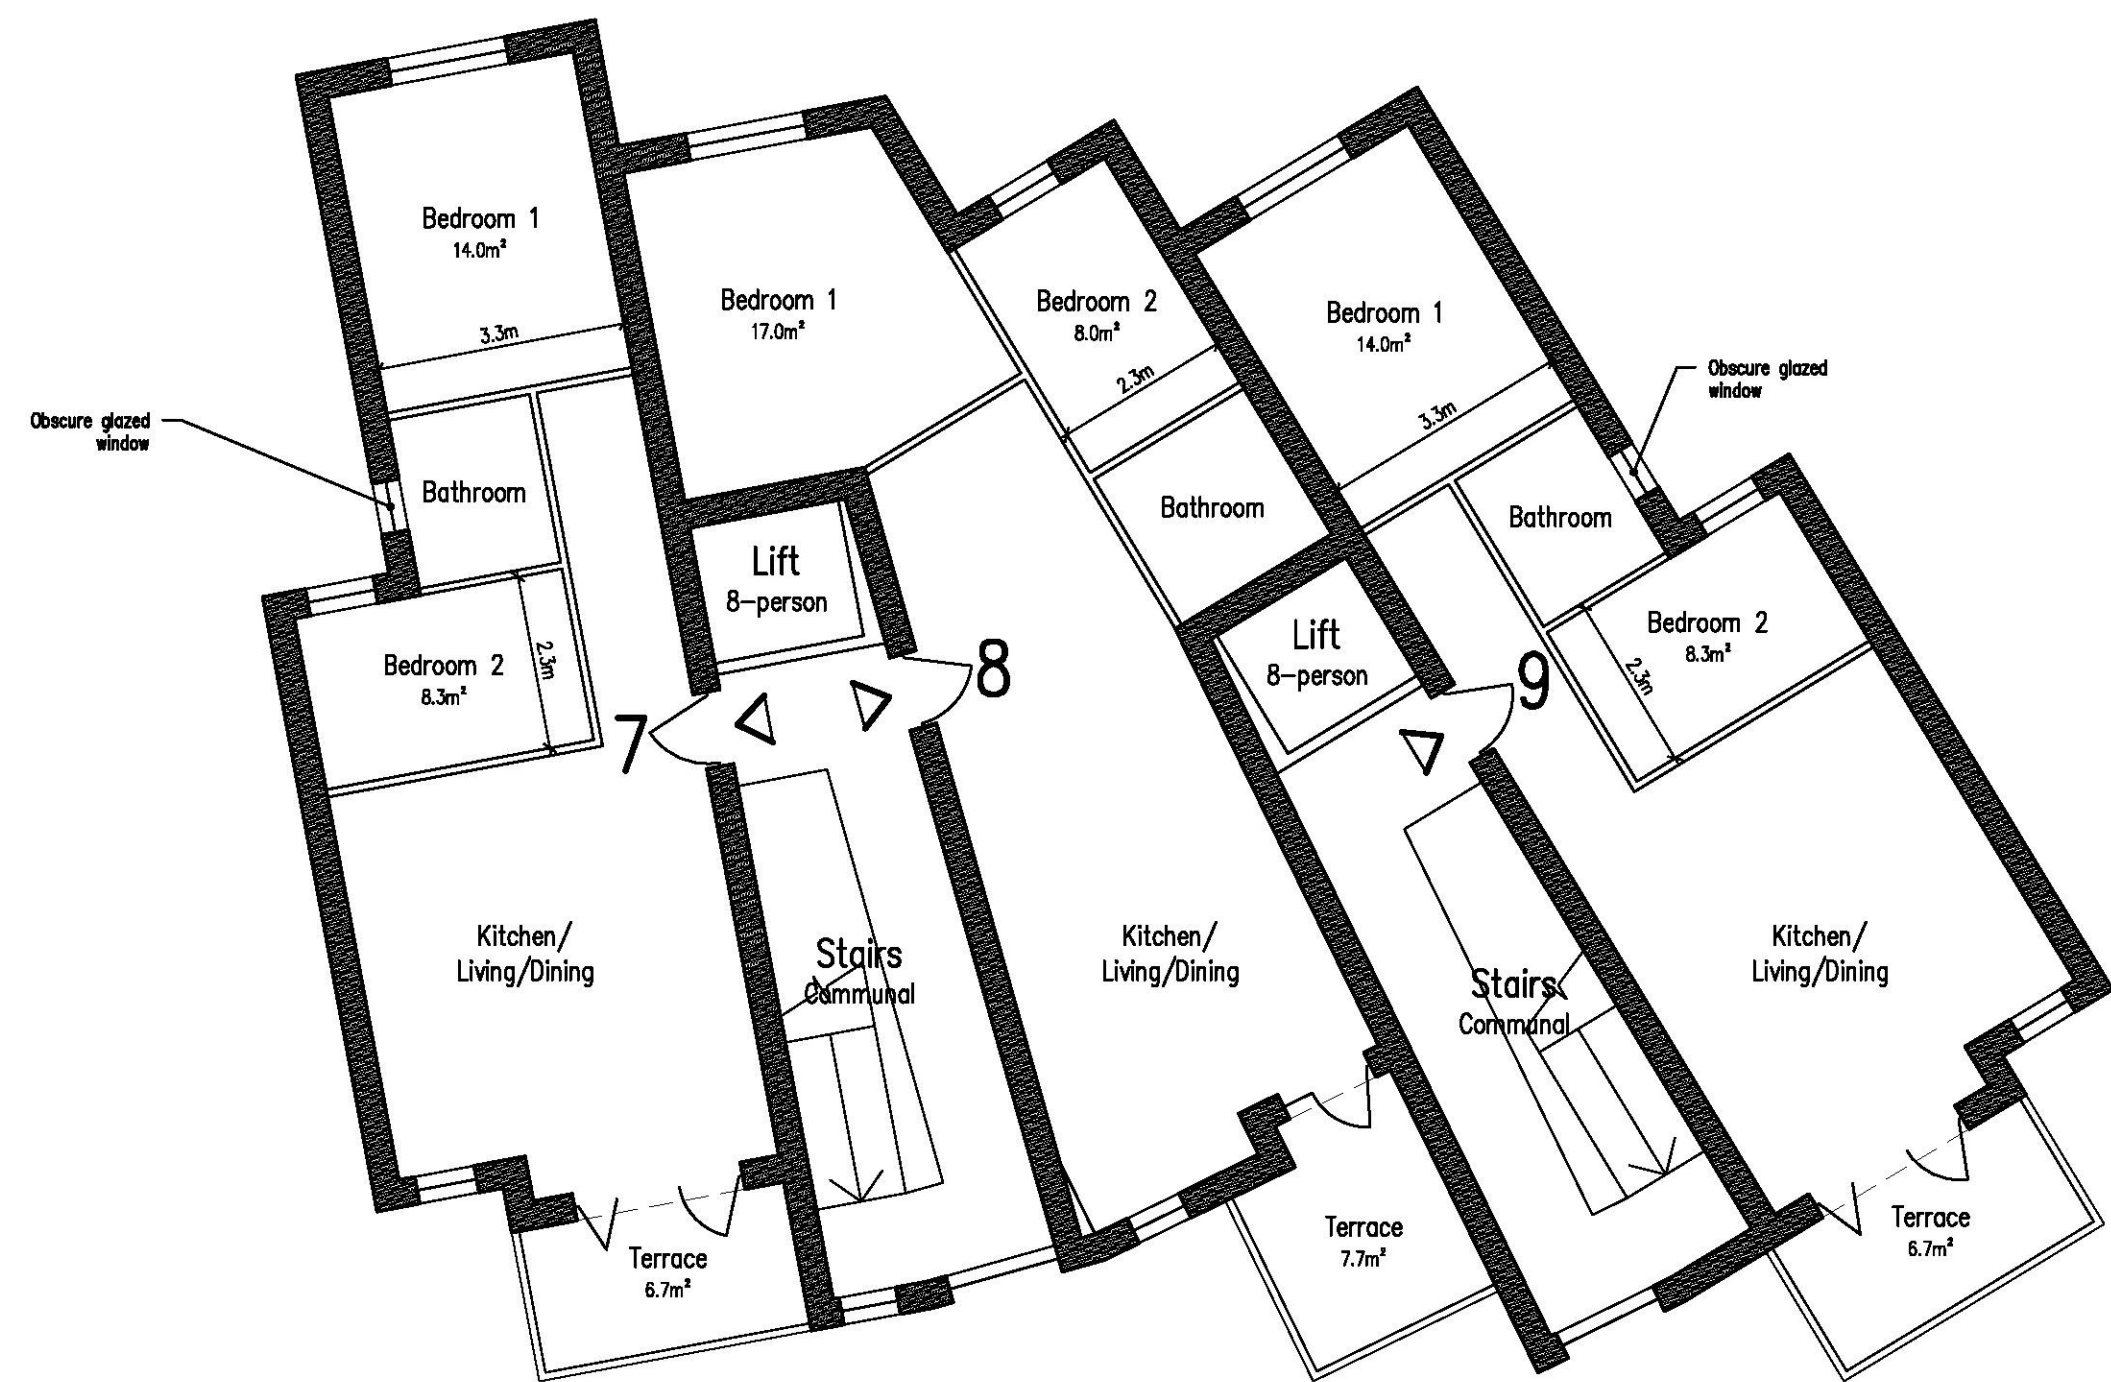 Bedroom 1
14.0m²
3.3m
Obscure glazed
window
Bathroom
Bedroom 2
8.3m²
2.3m
7
Kitchen/
Living/Dining
Terrace
6.7m²
Bedroom 1
17.0m²
Lift
8-person
8
Stairs
Communal
Bedroom 2
8.0m²
2.3m
Bathroom
Kitchen/
Living/Dining
Terrace
7.7m²
Bedroom 1
14.0m²
3.3m
Obscure glazed
window
Bathroom
Lift
8-person
9
Bedroom 2
8.3m²
2.3m
Stairs
Communal
Kitchen/
Living/Dining
Terrace
6.7m²